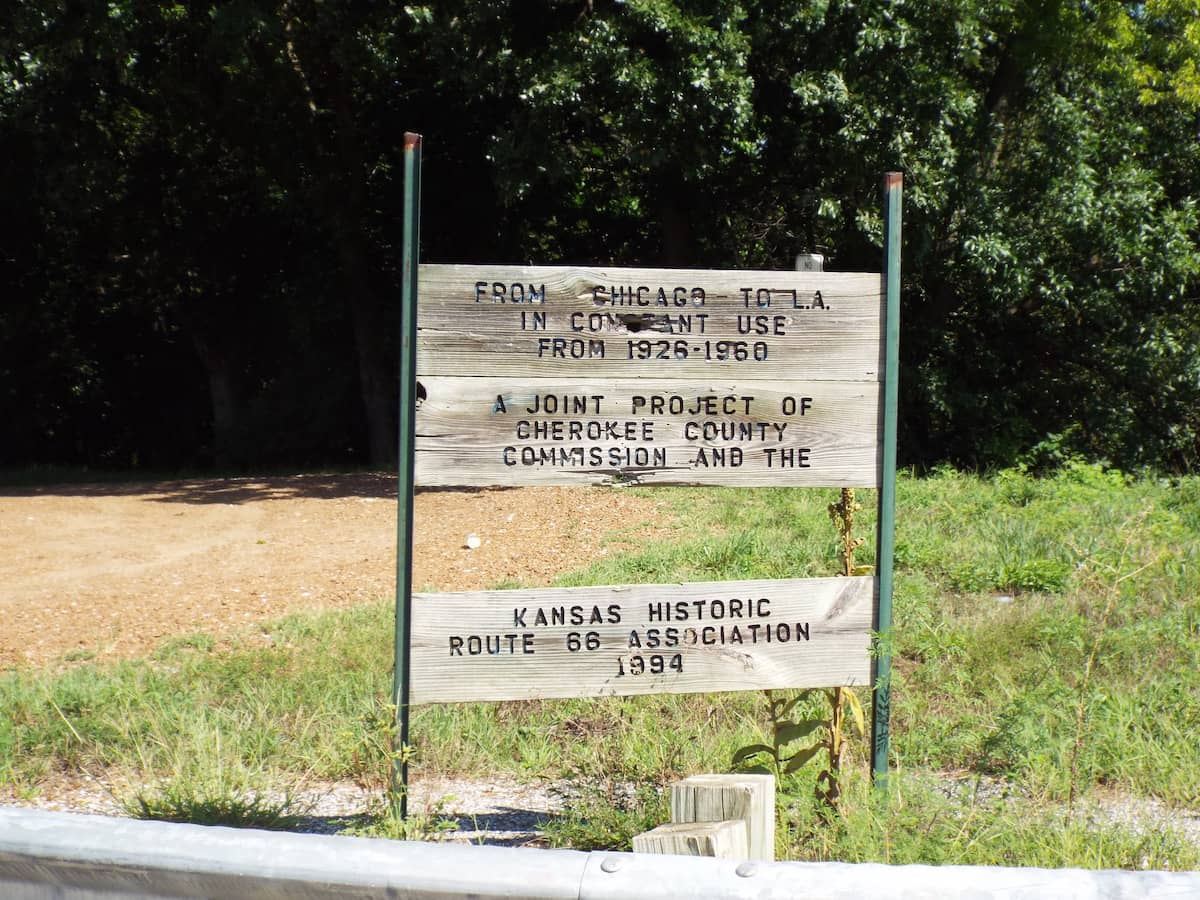 FROM CHICAGO TO L.A.
IN CONSTANT USE
FROM 1926-1960
A JOINT PROJECT OF
CHEROKEE COUNTY
COMMISSION AND THE
KANSAS HISTORIC
ROUTE 66 ASSOCIATION
1994